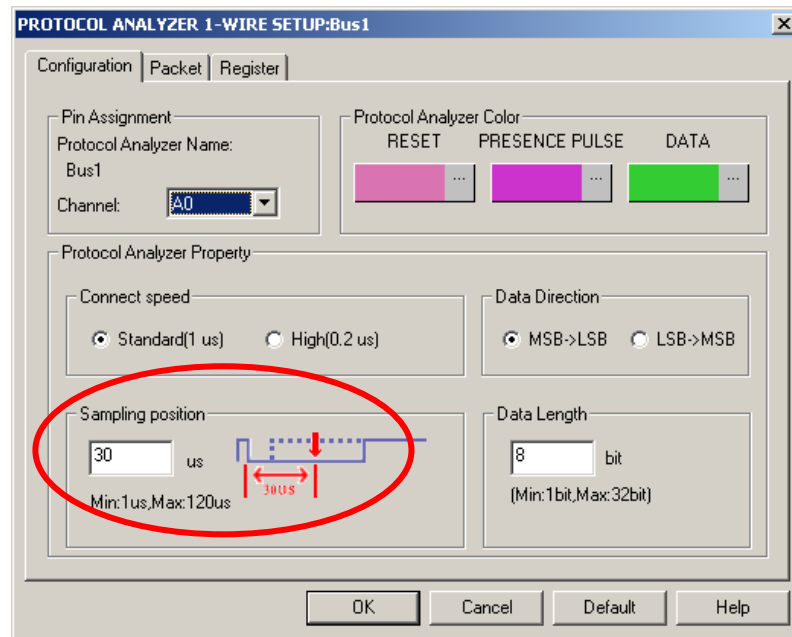 PROTOCOL ANALYZER 1-WIRE SETUP:Bus1
Configuration Packet Register
Pin Assignment
Protocol Analyzer Name:
Bus1
Channel: A0
Protocol Analyzer Color
RESET PRESENCE PULSE DATA
... ... ...
Protocol Analyzer Property
Connect speed
Standard(1 us) High(0.2 us)
Data Direction
MSB->LSB LSB->MSB
Sampling position
30 us
30US
Min:1us,Max:120us
Data Length
8 bit
(Min:1bit,Max:32bit)
OK Cancel Default Help